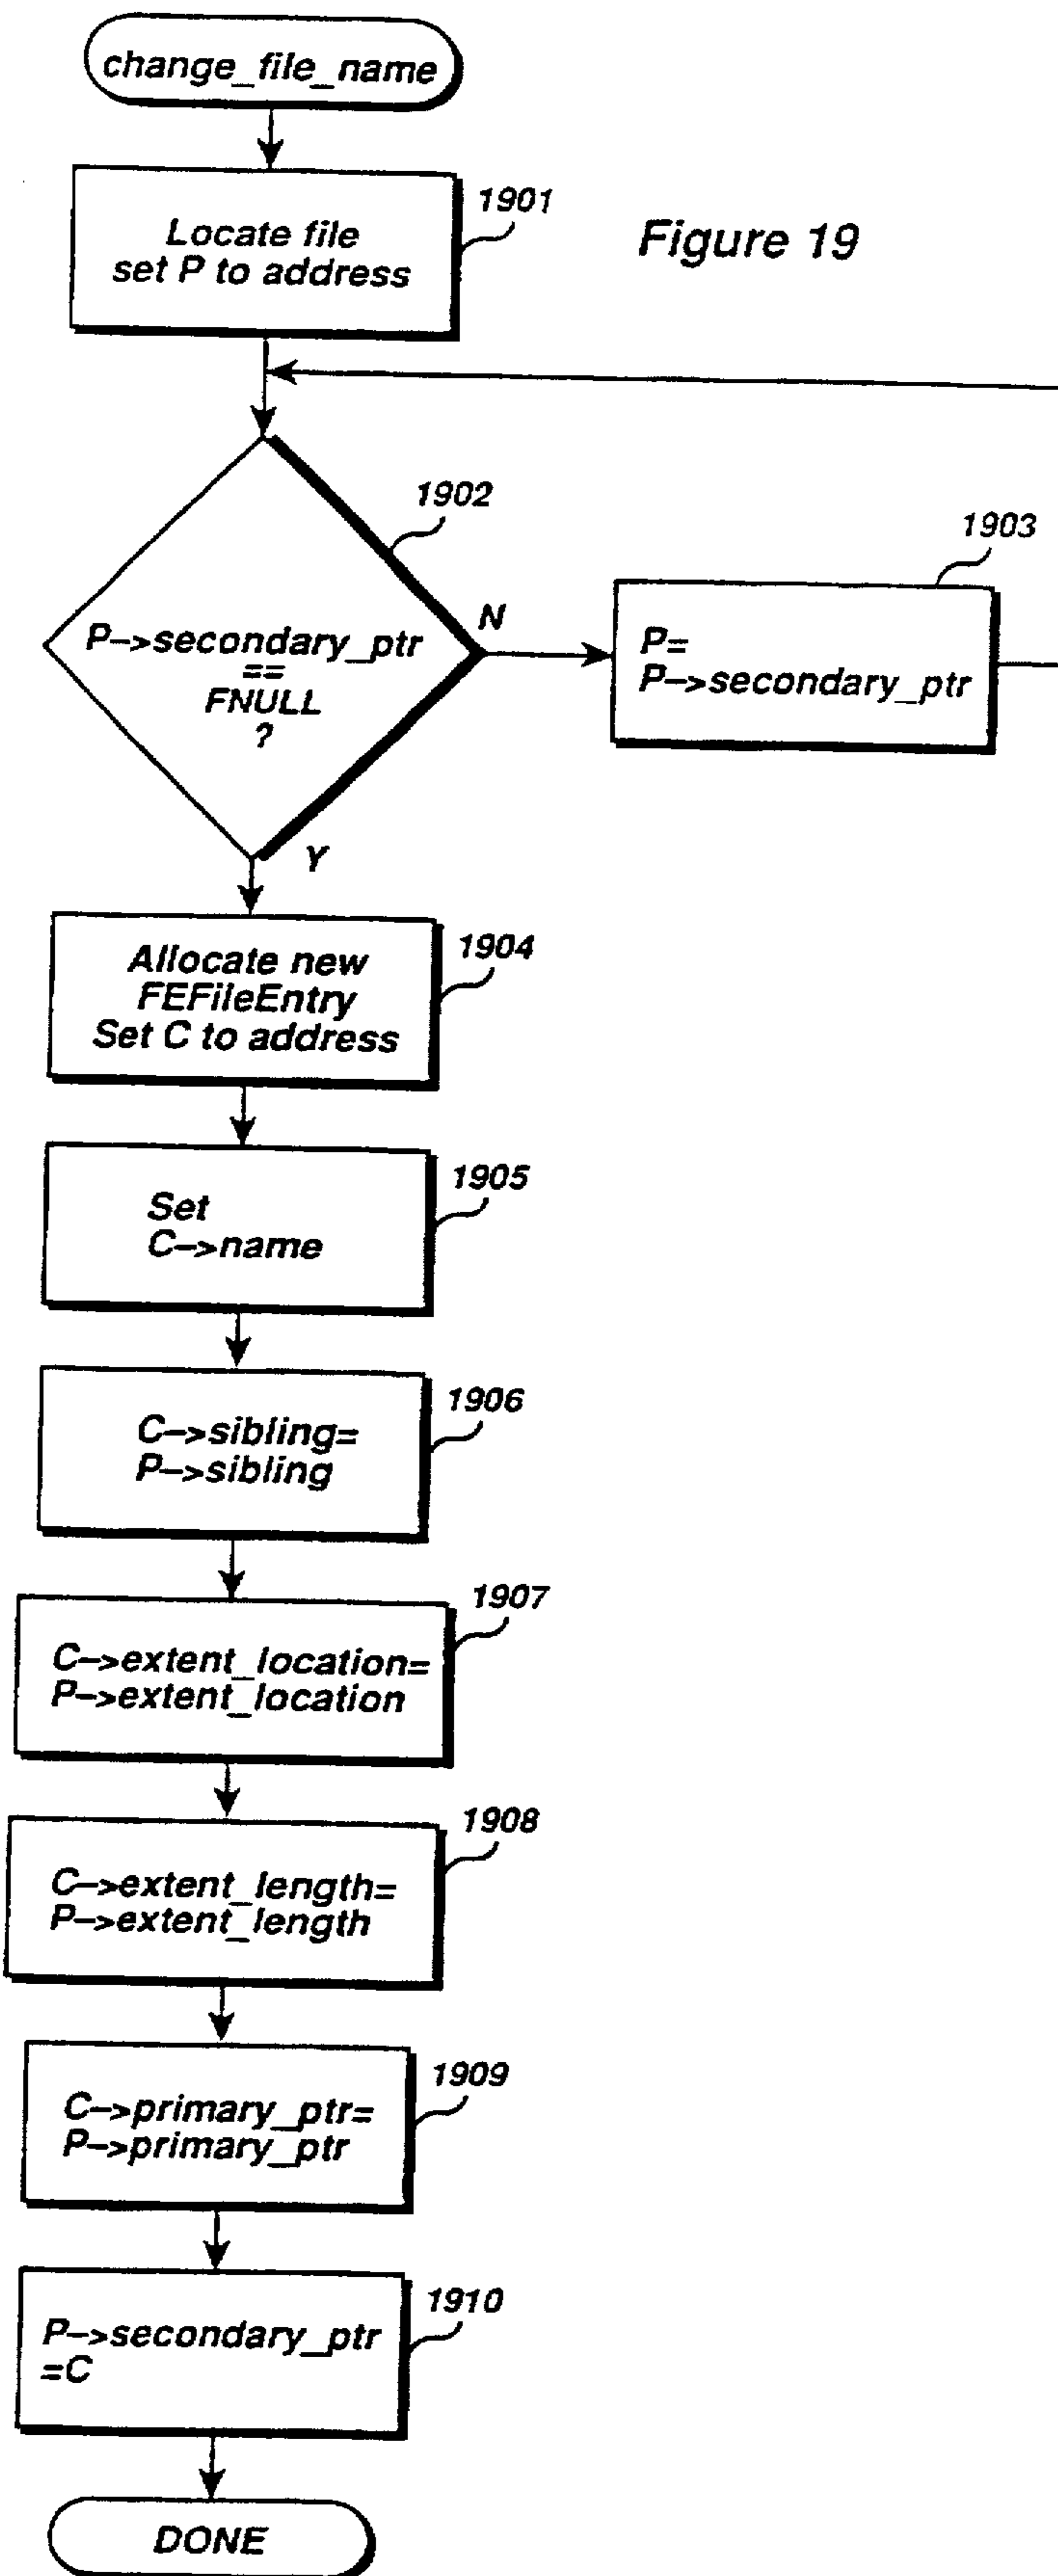 change_file_name
1901
Locate file
set P to address
Figure 19
1902
P->secondary_ptr
==
FNULL
?
N
1903
P=
P->secondary_ptr
Y
1904
Allocate new
FEFileEntry
Set C to address
1905
Set
C->name
1906
C->sibling=
P->sibling
1907
C->extent_location=
P->extent_location
1908
C->extent_length=
P->extent_length
1909
C->primary_ptr=
P->primary_ptr
1910
P->secondary_ptr
=C
DONE